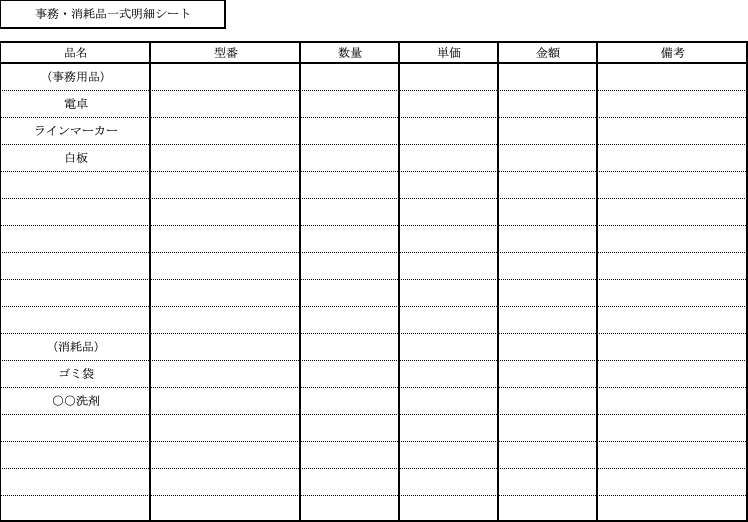 事務・消耗品一式明細シート
品名 型番 数量 単価 金額 備考
（事務用品）
電卓
ラインマーカー
白板
（消耗品）
ゴミ袋
〇〇洗剤